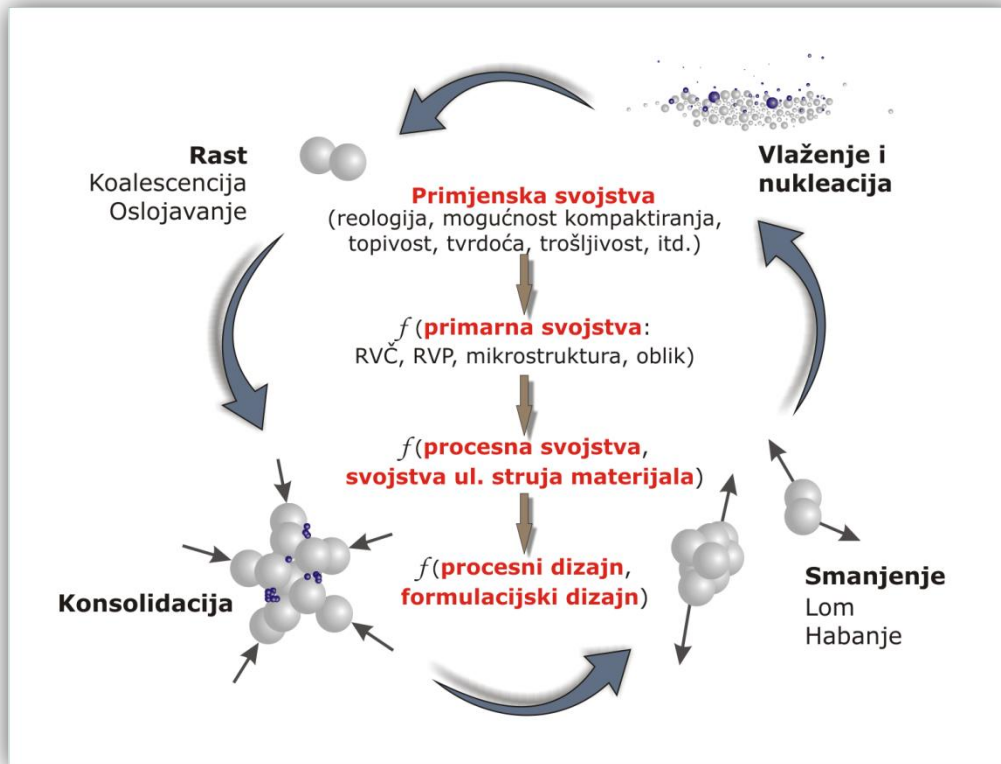 Rast
Koalescencija
Oslojavanje
Vlaženje i
nukleacija
Primjenska svojstva
(reologija, mogućnost kompaktiranja,
topivost, tvrdoća, trošljivost, itd.)
f(primarna svojstva:
RVČ, RVP, mikrostruktura, oblik)
f(procesna svojstva,
svojstva ul. struja materijala)
f(procesni dizajn,
formulacijski dizajn)
Konsolidacija
Smanjenje
Lom
Habanje